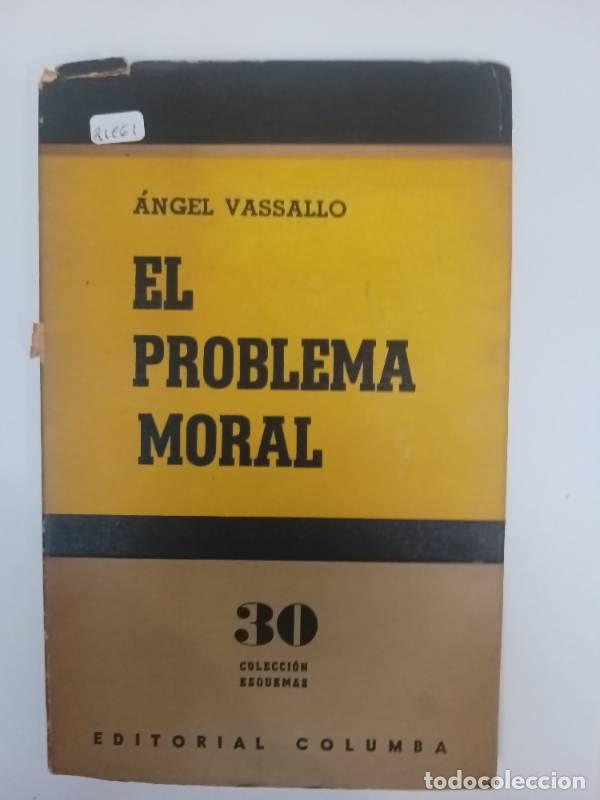 ÁNGEL VASSALLO
EL
PROBLEMA
MORAL
30
COLECCIÓN
ESQUEMAS
EDITORIAL COLUMBA
todocoleccion